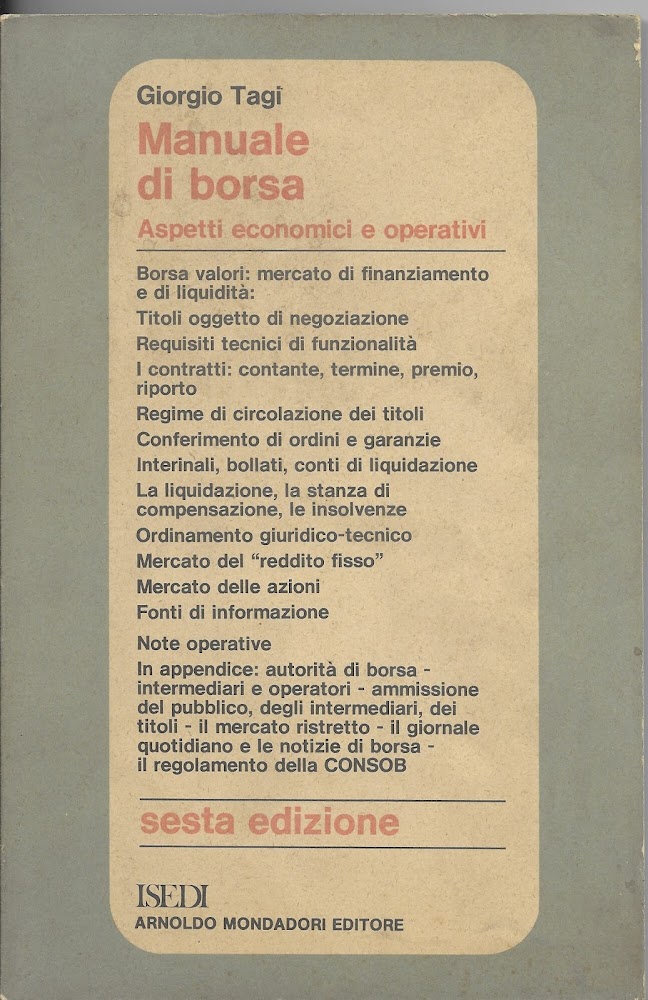 Giorgio Tagi
Manuale
di borsa
Aspetti economici e operativi
Borsa valori: mercato di finanziamento
e di liquidità:
Titoli oggetto di negoziazione
Requisiti tecnici di funzionalità
I contratti: contante, termine, premio,
riporto
Regime di circolazione dei titoli
Conferimento di ordini e garanzie
Interinali, bollati, conti di liquidazione
La liquidazione, la stanza di
compensazione, le insolvenze
Ordinamento giuridico-tecnico
Mercato del “reddito fisso”
Mercato delle azioni
Fonti di informazione
Note operative
In appendice: autorità di borsa -
intermediari e operatori - ammissione
del pubblico, degli intermediari, dei
titoli - il mercato ristretto - il giornale
quotidiano e le notizie di borsa -
il regolamento della CONSOB
sesta edizione
ISEDI
ARNOLDO MONDADORI EDITORE